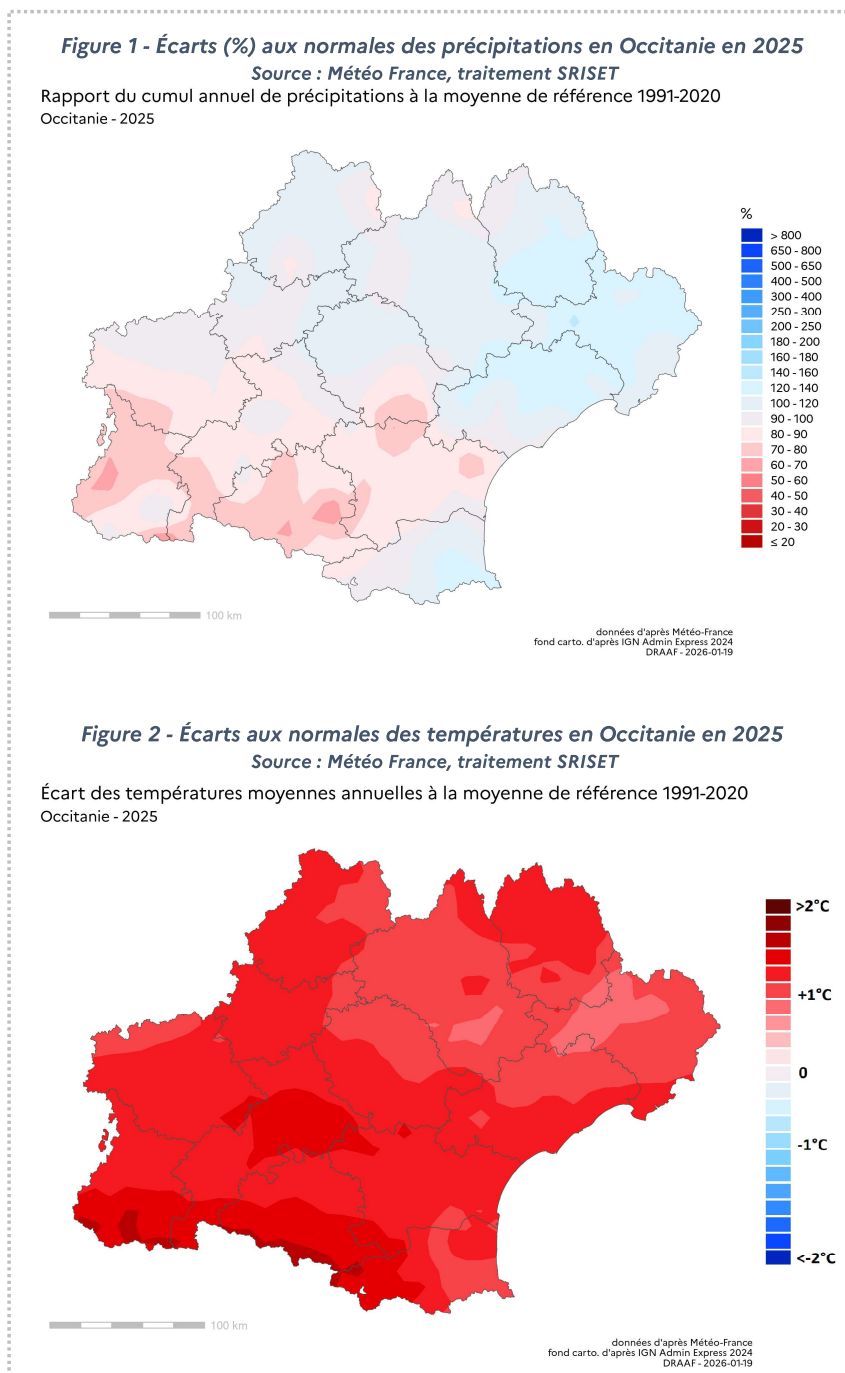 Figure 1 - Écarts (%) aux normales des précipitations en Occitanie en 2025
Source : Météo France, traitement SRISET
Rapport du cumul annuel de précipitations à la moyenne de référence 1991-2020
Occitanie - 2025
%
> 800
650 - 800
500 - 650
400 - 500
300 - 400
250 - 300
200 - 250
180 - 200
160 - 180
140 - 160
120 - 140
100 - 120
90 - 100
80 - 90
70 - 80
60 - 70
50 - 60
40 - 50
30 - 40
20 - 30
≤ 20
100 km
données d'après Météo-France
fond carto. d'après IGN Admin Express 2024
DRAAF - 2026-01-19
Figure 2 - Écarts aux normales des températures en Occitanie en 2025
Source : Météo France, traitement SRISET
Écart des températures moyennes annuelles à la moyenne de référence 1991-2020
Occitanie - 2025
>2°C
+1°C
0
-1°C
<-2°C
100 km
données d'après Météo-France
fond carto. d'après IGN Admin Express 2024
DRAAF - 2026-01-19